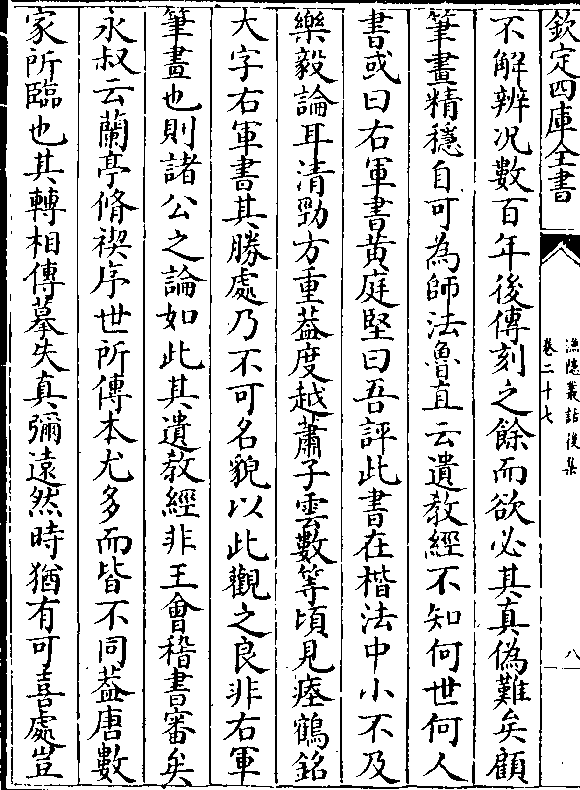 欽定四庫全書
漁隱叢話後集
卷二十七
八
不解辨况數百年後傳刻之餘而欲必其真偽難矣顧
筆畫精穩自可為師法魯直云遺教經不知何世何人
書或曰右軍書黄庭堅曰吾評此書在楷法中小不及
樂毅論耳清勁方重葢度越蕭子雲數等頃見瘞鶴銘
大字右軍書其勝處乃不可名貌以此觀之良非右軍
筆畫也則諸公之論如此其遺教經非王會稽書審矣
永叔云蘭亭脩禊序世所傳本尤多而皆不同葢唐數
家所臨也其轉相傳摹失真彌遠然時猶有可喜處豈